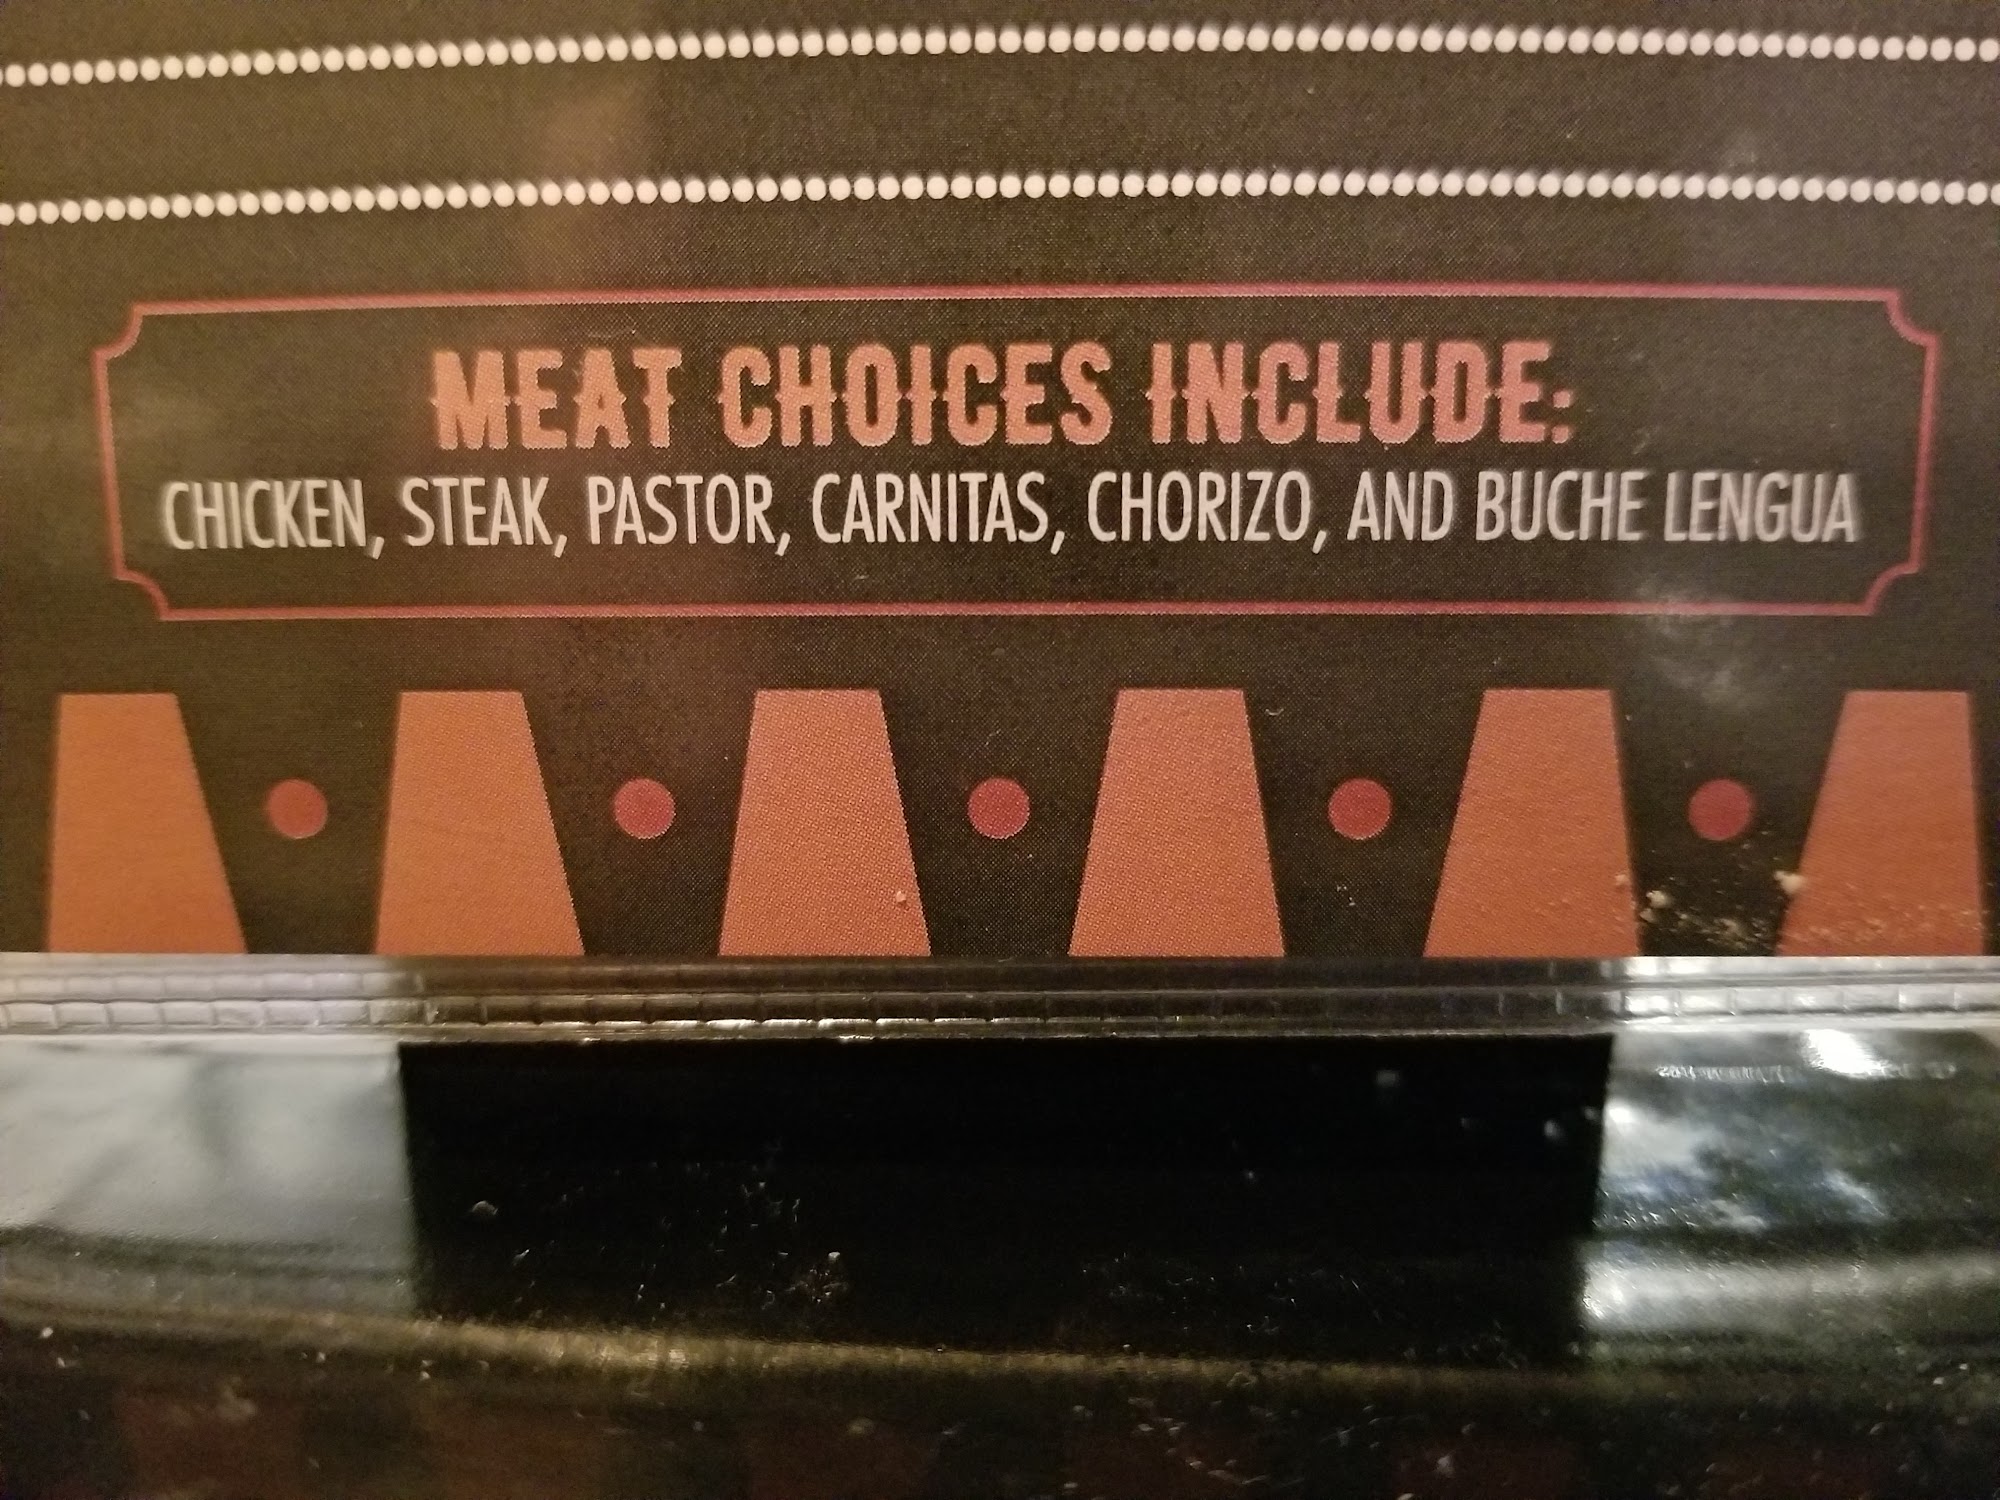 MEAT CHOICES INCLUDE:
CHICKEN, STEAK, PASTOR, CARNITAS, CHORIZO, AND BUCHE LENGUA